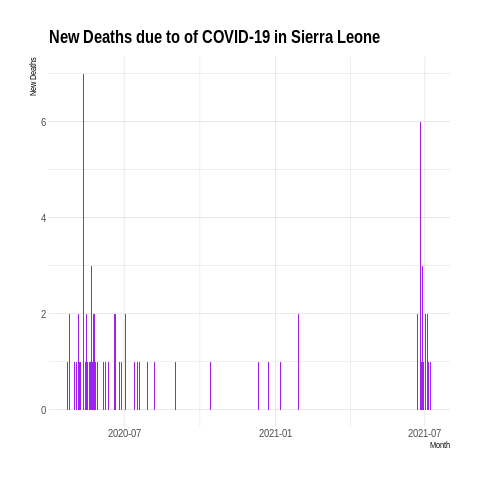 New Deaths due to of COVID-19 in Sierra Leone
New Deaths
6
4
2
0
2020-07
2021-01
2021-07
Month